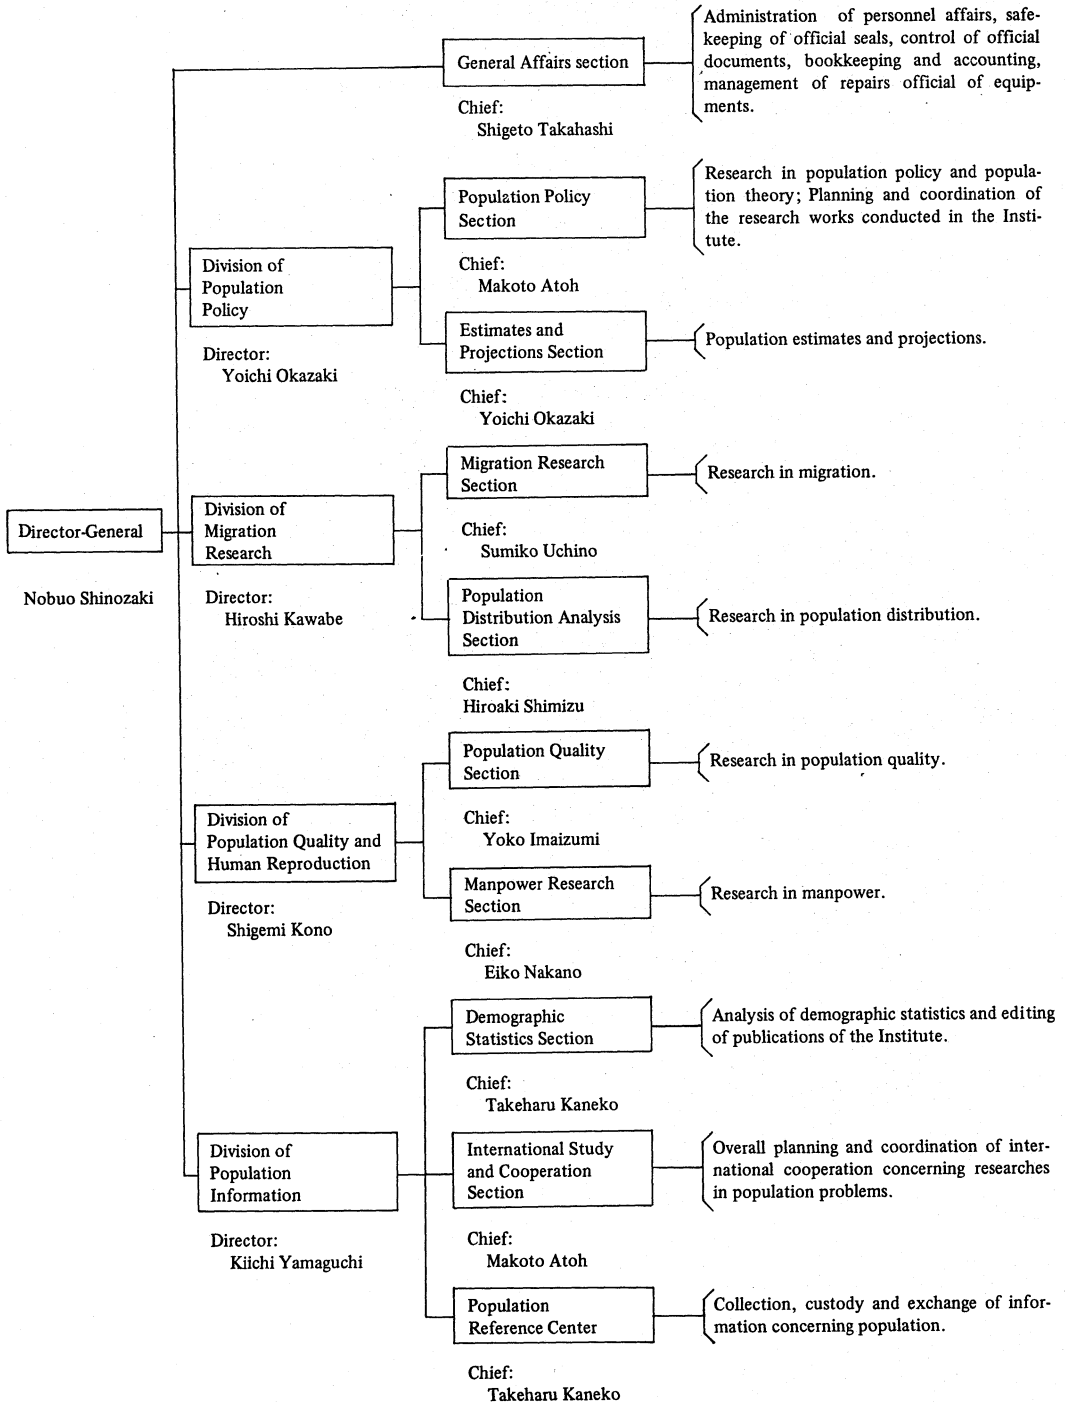 Director-General
Nobuo Shinozaki
General Affairs section
Chief:
Shigeto Takahashi
Administration of personnel affairs, safe-
keeping of official seals, control of official
documents, bookkeeping and accounting,
management of repairs official of equip-
ments.
Division of
Population
Policy
Director:
Yoichi Okazaki
Population Policy
Section
Chief:
Makoto Atoh
Research in population policy and popula-
tion theory; Planning and coordination of
the research works conducted in the Insti-
tute.
Estimates and
Projections Section
Chief:
Yoichi Okazaki
Population estimates and projections.
Division of
Migration
Research
Director:
Hiroshi Kawabe
Migration Research
Section
Chief:
Sumiko Uchino
Research in migration.
Population
Distribution Analysis
Section
Chief:
Hiroaki Shimizu
Research in population distribution.
Division of
Population Quality and
Human Reproduction
Director:
Shigemi Kono
Population Quality
Section
Chief:
Yoko Imaizumi
Research in population quality.
Manpower Research
Section
Chief:
Eiko Nakano
Research in manpower.
Division of
Population
Information
Director:
Kiichi Yamaguchi
Demographic
Statistics Section
Chief:
Takeharu Kaneko
Analysis of demographic statistics and editing
of publications of the Institute.
International Study
and Cooperation
Section
Chief:
Makoto Atoh
Overall planning and coordination of inter-
national cooperation concerning researches
in population problems.
Population
Reference Center
Chief:
Takeharu Kaneko
Collection, custody and exchange of infor-
mation concerning population.